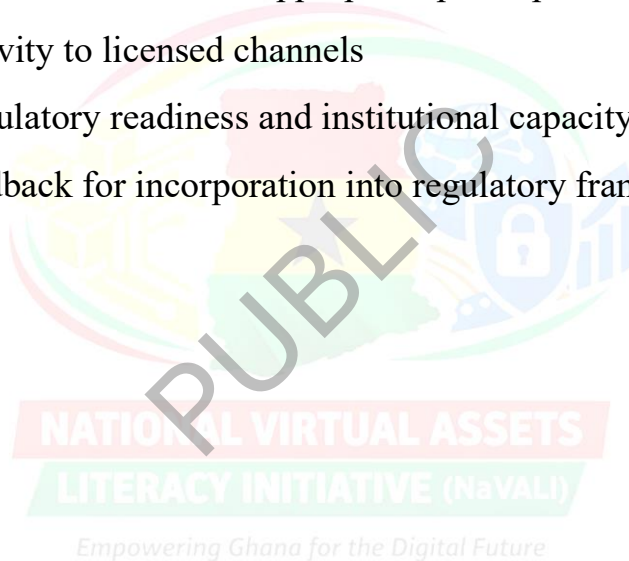 vity to licensed channels
ulatory readiness and institutional capacity
dback for incorporation into regulatory fran
PUBLIC
NATIONAL VIRTUAL ASSETS
LITERACY INITIATIVE (NaVALI)
Empowering Ghana for the Digital Future